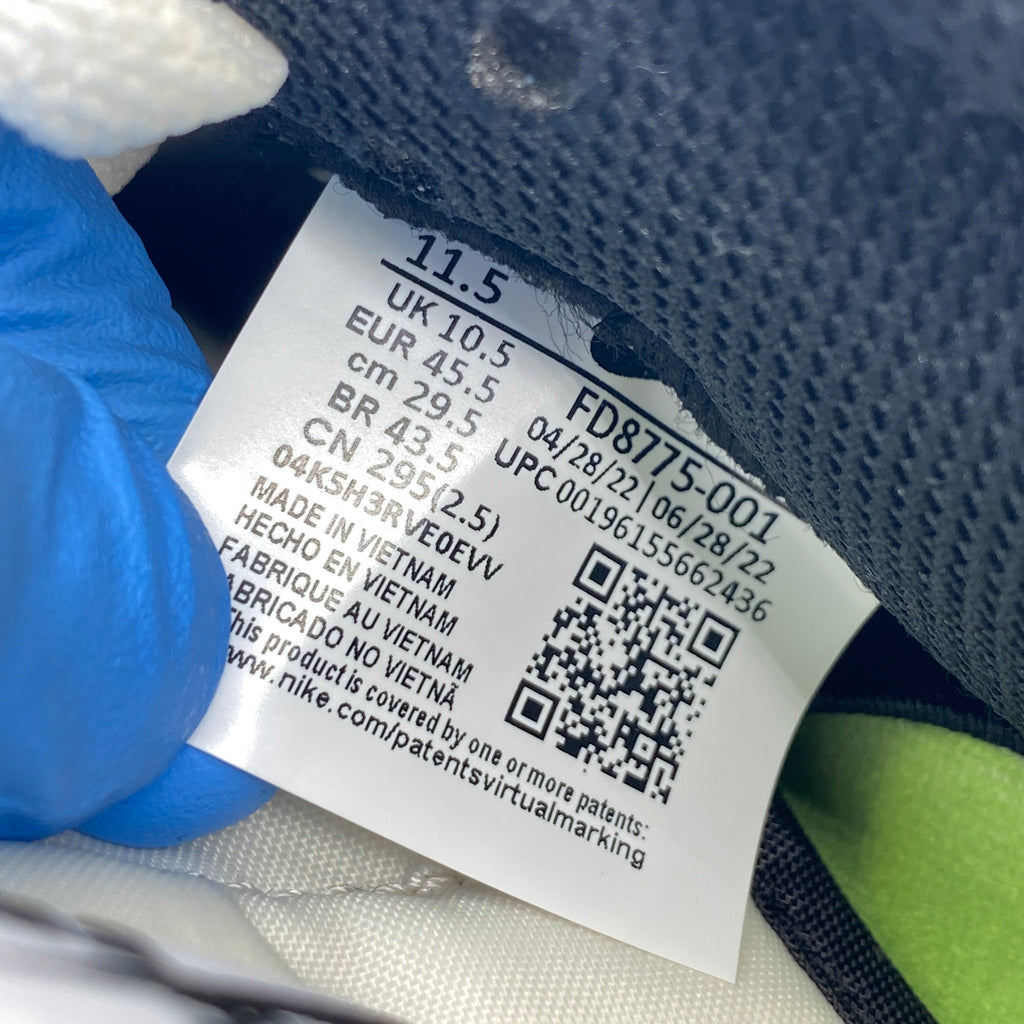 11.5
UK 10.5
EUR 45.5
cm 29.5
BR 43.5
CN 295(2.5)
04K5H3RVE0EVV
FD8775-001
04/28/22|06/28/22
UPC 00196155662436
MADE IN VIETNAM
HECHO EN VIETNAM
FABRIQUE AU VIETNAM
ABRICADO NO VIETNÃ
This product is covered by one or more patents:
www.nike.com/patentsvirtualmarking